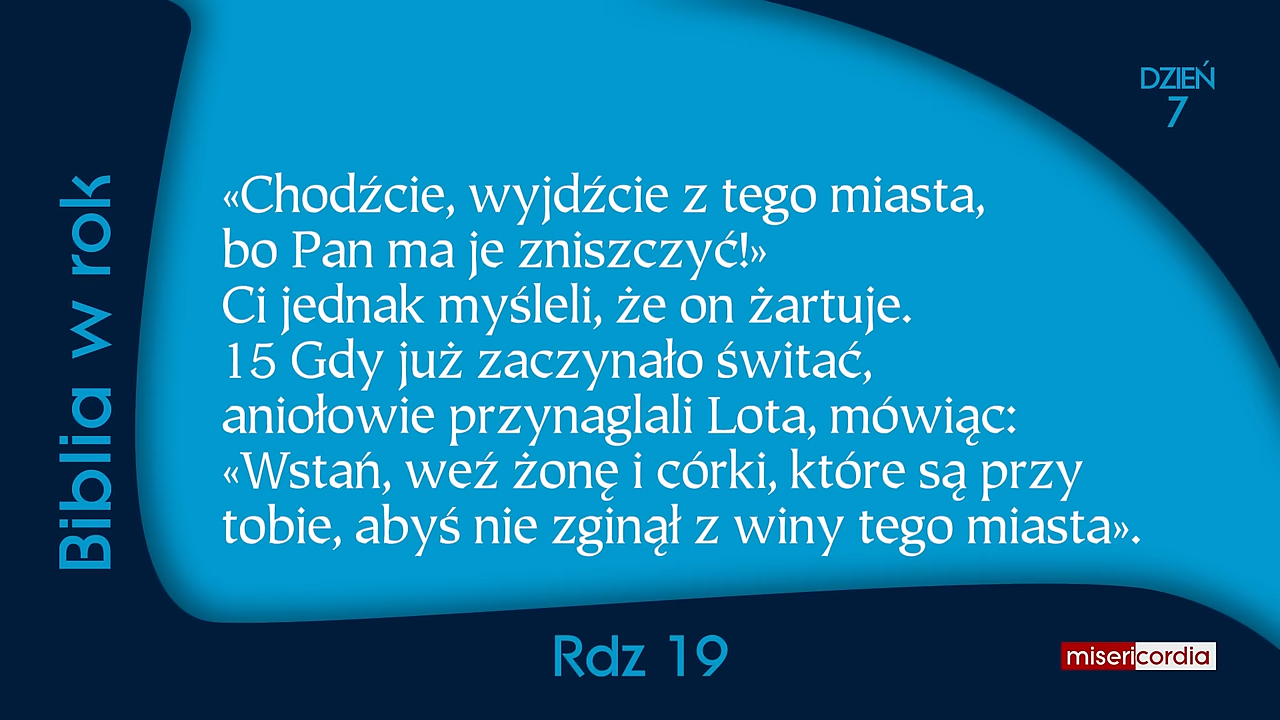 DZIEŃ
7
Biblia w rok
«Chodźcie, wyjdźcie z tego miasta,
bo Pan ma je zniszczyć!»
Ci jednak myśleli, że on żartuje.
15 Gdy już zaczynało świtać,
aniołowie przynaglali Lota, mówiąc:
«Wstań, weź żonę i córki, które są przy
tobie, abyś nie zginął z winy tego miasta».
Rdz 19
misericordia